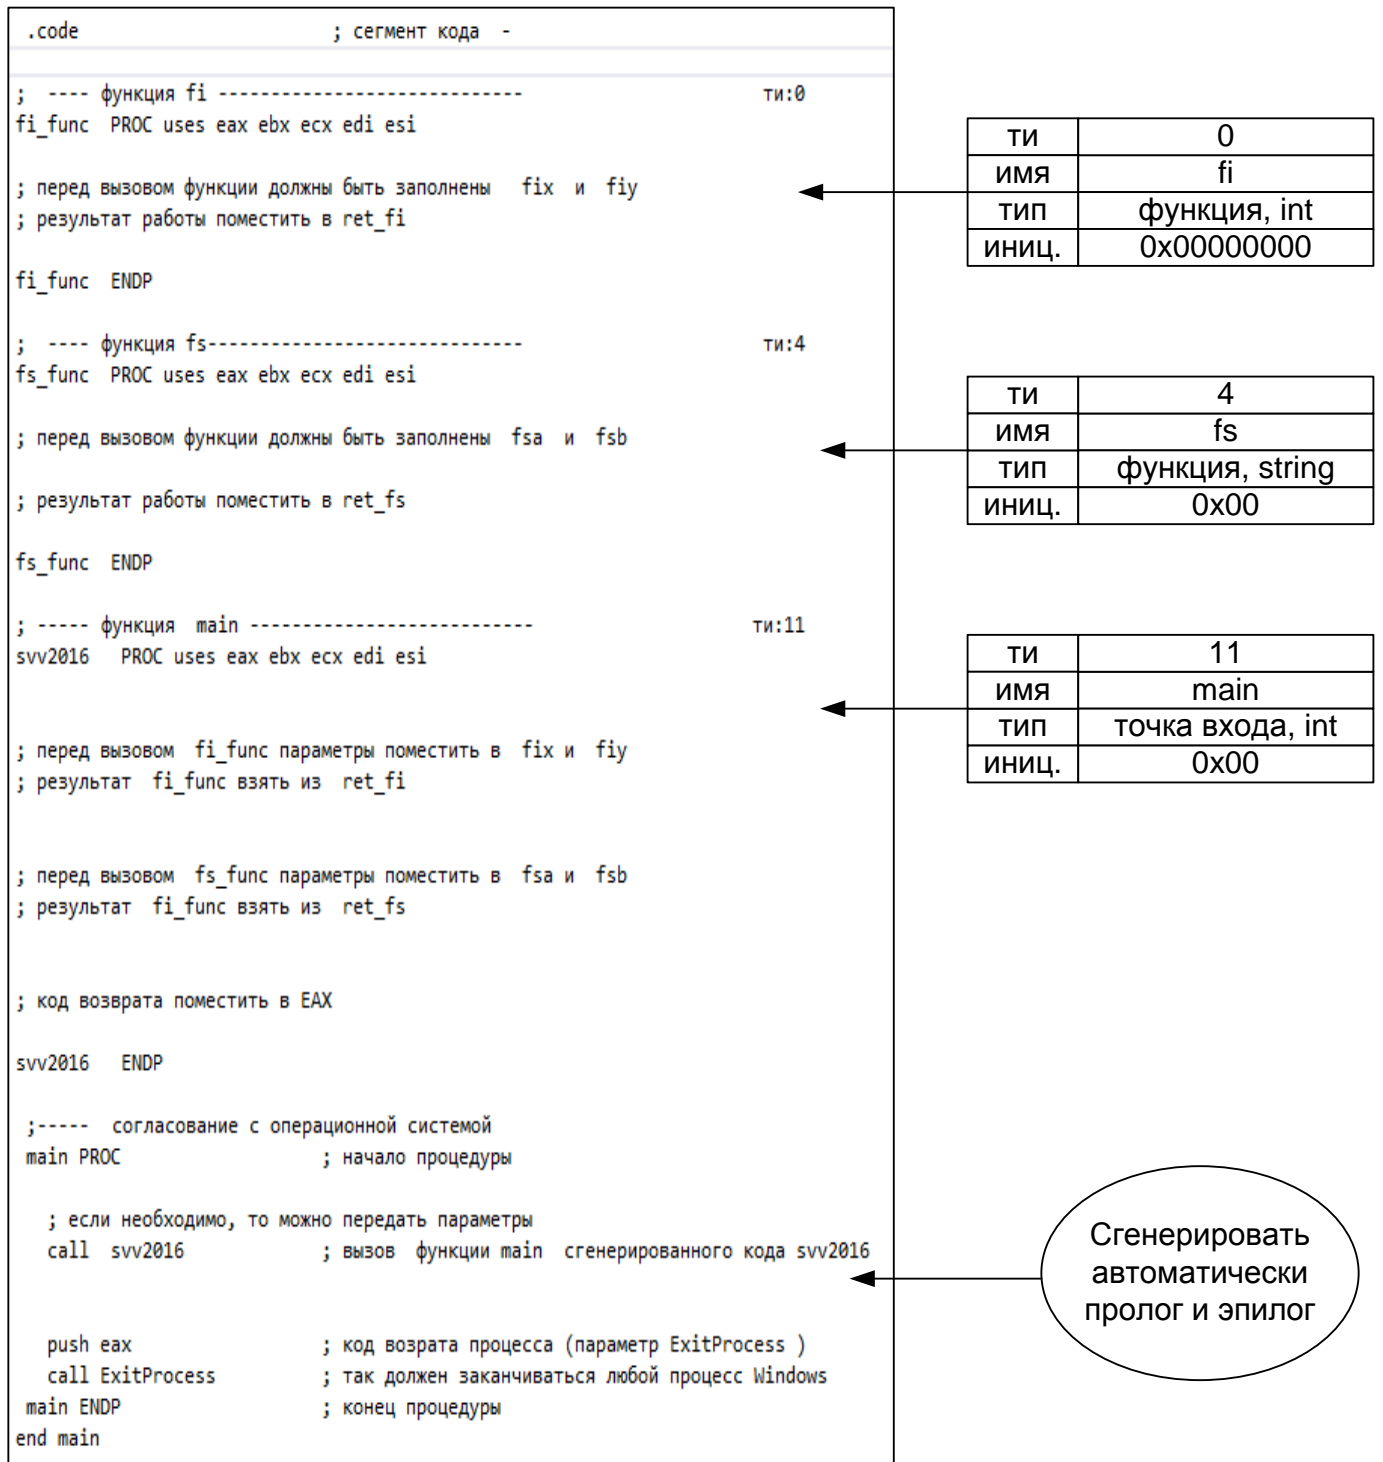 .code ; сегмент кода -
; ---- функция fi ----------------------------- ти:0
fi_func PROC uses eax ebx ecx edi esi
; перед вызовом функции должны быть заполнены fix и fiy
; результат работы поместить в ret_fi
fi_func ENDP
; ---- функция fs------------------------------ ти:4
fs_func PROC uses eax ebx ecx edi esi
; перед вызовом функции должны быть заполнены fsa и fsb
; результат работы поместить в ret_fs
fs_func ENDP
; ----- функция main --------------------------- ти:11
svv2016 PROC uses eax ebx ecx edi esi
; перед вызовом fi_func параметры поместить в fix и fiy
; результат fi_func взять из ret_fi
; перед вызовом fs_func параметры поместить в fsa и fsb
; результат fi_func взять из ret_fs
; код возврата поместить в EAX
svv2016 ENDP
;----- согласование с операционной системой
main PROC ; начало процедуры
; если необходимо, то можно передать параметры
call svv2016 ; вызов функции main сгенерированного кода svv2016
push eax ; код возрата процесса (параметр ExitProcess )
call ExitProcess ; так должен заканчиваться любой процесс Windows
main ENDP ; конец процедуры
end main
ти 0
имя fi
тип функция, int
иниц. 0x00000000
ти 4
имя fs
тип функция, string
иниц. 0x00
ти 11
имя main
тип точка входа, int
иниц. 0x00
Сгенерировать
автоматически
пролог и эпилог